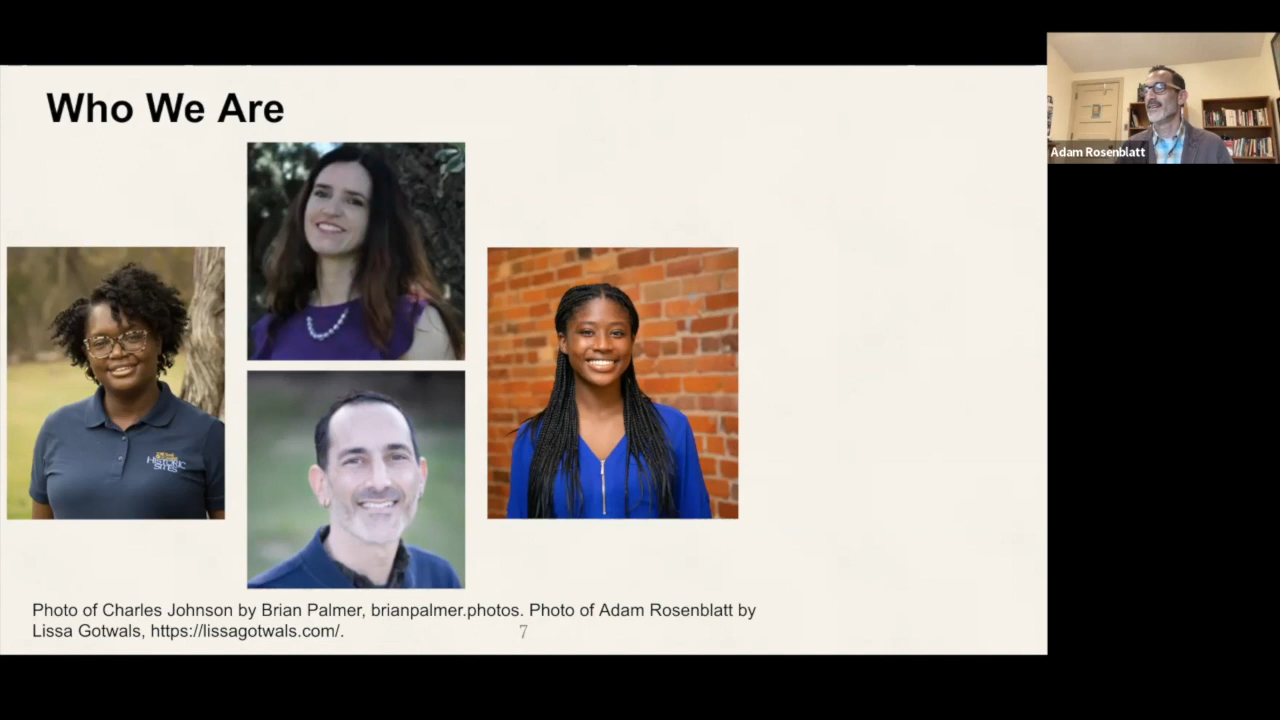 Who We Are
Adam Rosenblatt
HISTORIC
SITES
Photo of Charles Johnson by Brian Palmer, brianpalmer.photos. Photo of Adam Rosenblatt by
Lissa Gotwals, https://lissagotwals.com/.
7